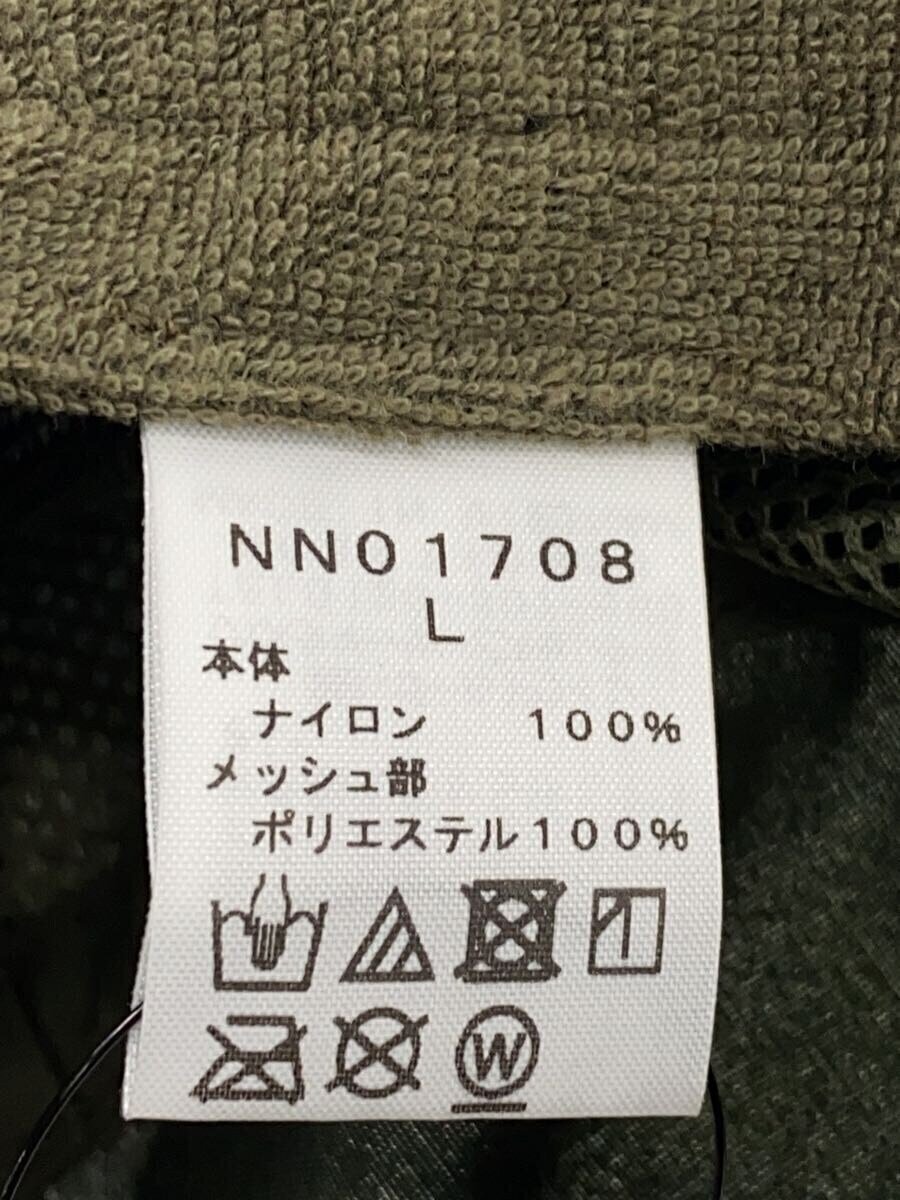 NN01708
L
本体
ナイロン 100%
メッシュ部
ポリエステル100%
W